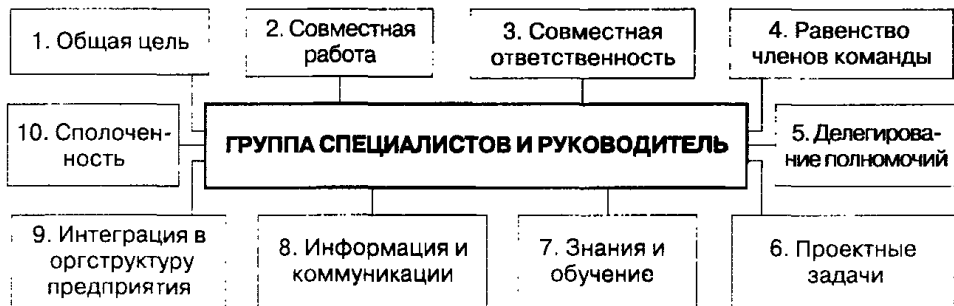 1. Общая цель
2. Совместная
работа
3. Совместная
ответственность
4. Равенство
членов команды
10. Сполочен-
ность
ГРУППА СПЕЦИАЛИСТОВ И РУКОВОДИТЕЛЬ
5. Делегирова-
ние полномочий
9. Интеграция в
оргструктуру
предприятия
8. Информация и
коммуникации
7. Знания и
обучение
6. Проектные
задачи